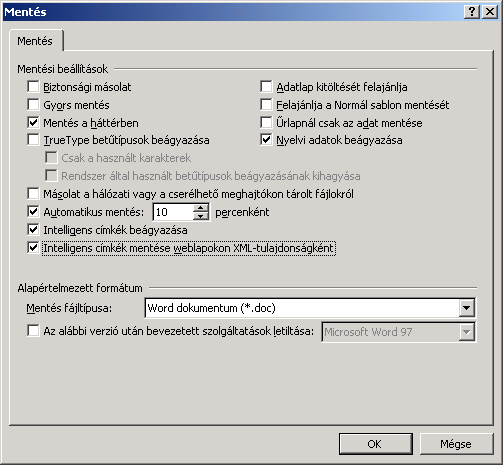 Mentés
Mentés
Mentési beállítások
Biztonsági másolat
Adatlap kitöltését felajánlja
Gyors mentés
Felajánlja a Normál sablon mentését
Mentés a háttérben
Űrlapnál csak az adat mentése
TrueType betűtípusok beágyazása
Nyelvi adatok beágyazása
Csak a használt karakterek
Rendszer által használt betűtípusok beágyazásának kihagyása
Másolat a hálózati vagy a cserélhető meghajtókon tárolt fájlokról
Automatikus mentés: 10 percenként
Intelligens címkék beágyazása
Intelligens címkék mentése weblapokon XML-tulajdonságként
Alapértelmezett formátum
Mentés fájltípusa: Word dokumentum (*.doc)
Az alábbi verzió után bevezetett szolgáltatások letiltása: Microsoft Word 97
OK Mégse